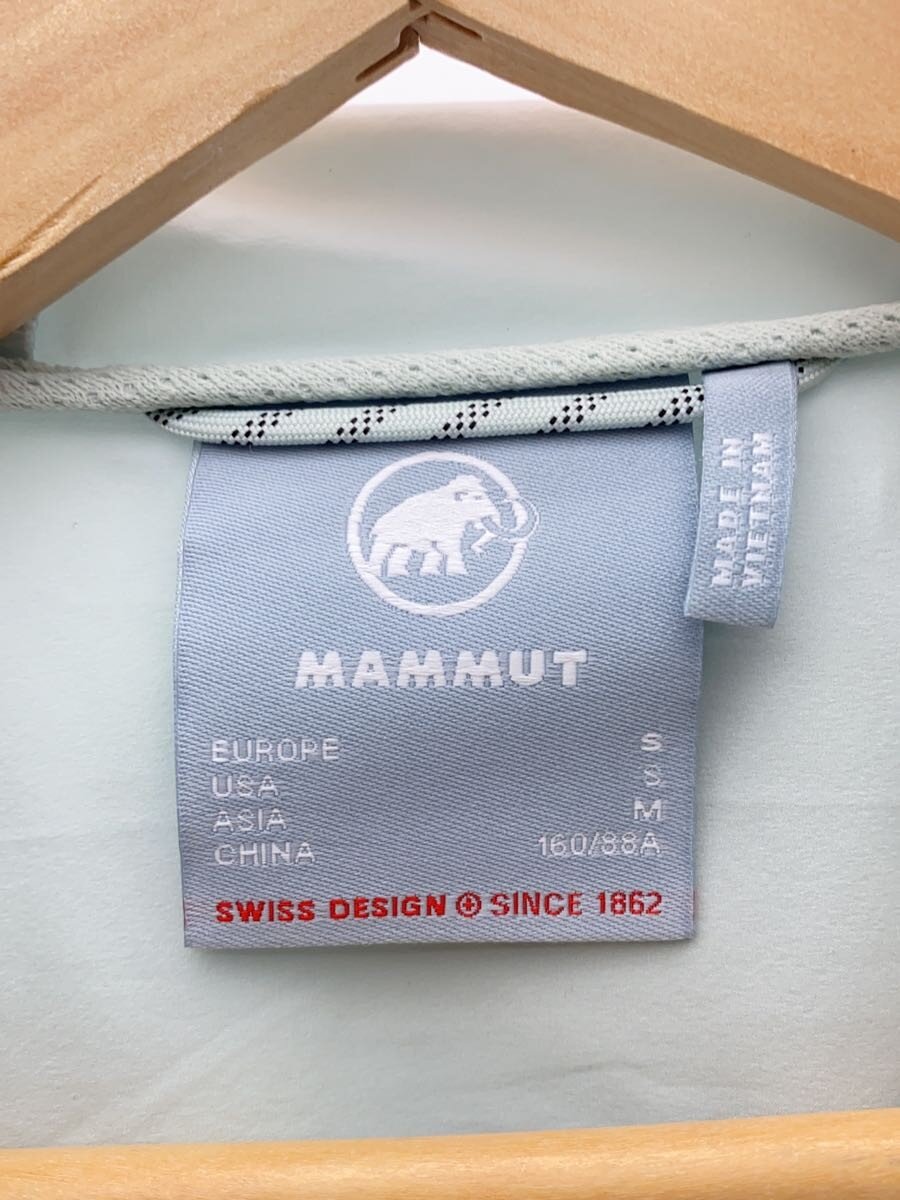 MAMMUT
EUROPE S
USA S
ASIA M
CHINA 160/88A
SWISS DESIGN SINCE 1862
MADE IN
VIETNAM